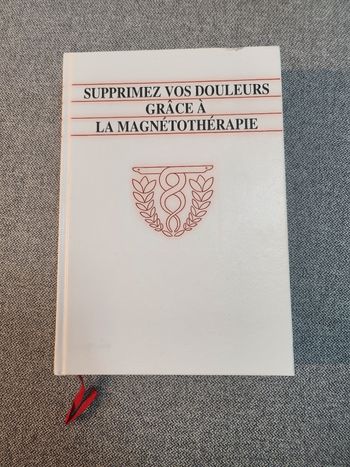 SUPPRIMEZ VOS DOULEURS
GRÂCE À
LA MAGNÉTOTHÉRAPIE